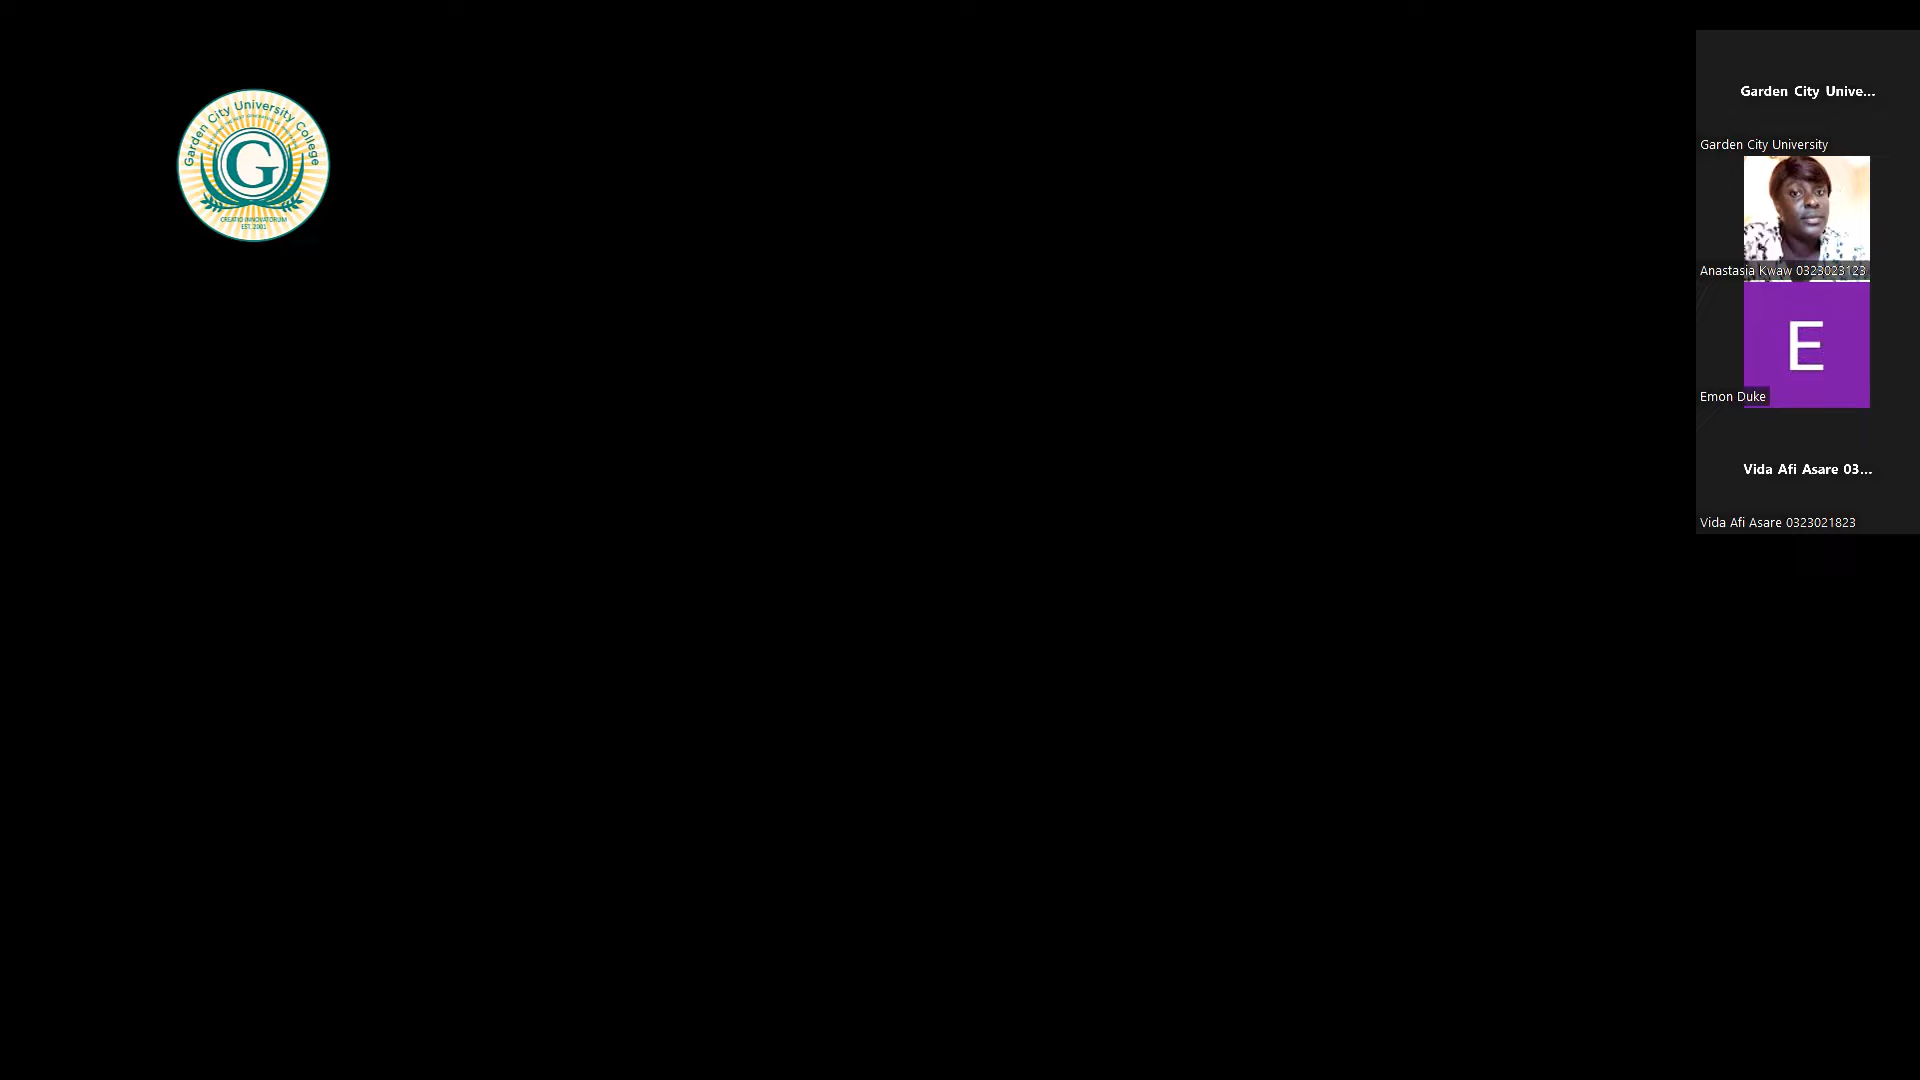 Garden City University College
G
CREATIO INNOVATORUM
EST. 2001
Garden City Unive...
Garden City University
Anastasia Kwaw 0323023123
E
Emon Duke
Vida Afi Asare 03...
Vida Afi Asare 0323021823